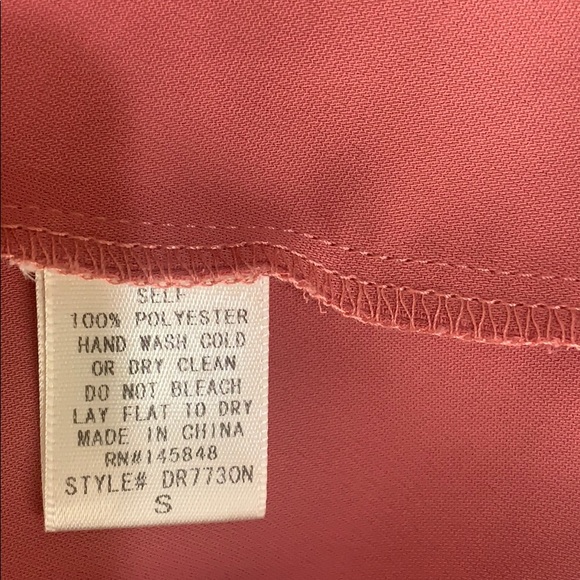 SELF
100% POLYESTER
HAND WASH COLD
OR DRY CLEAN
DO NOT BLEACH
LAY FLAT TO DRY
MADE IN CHINA
RN#145848
STYLE# DR7730N
S